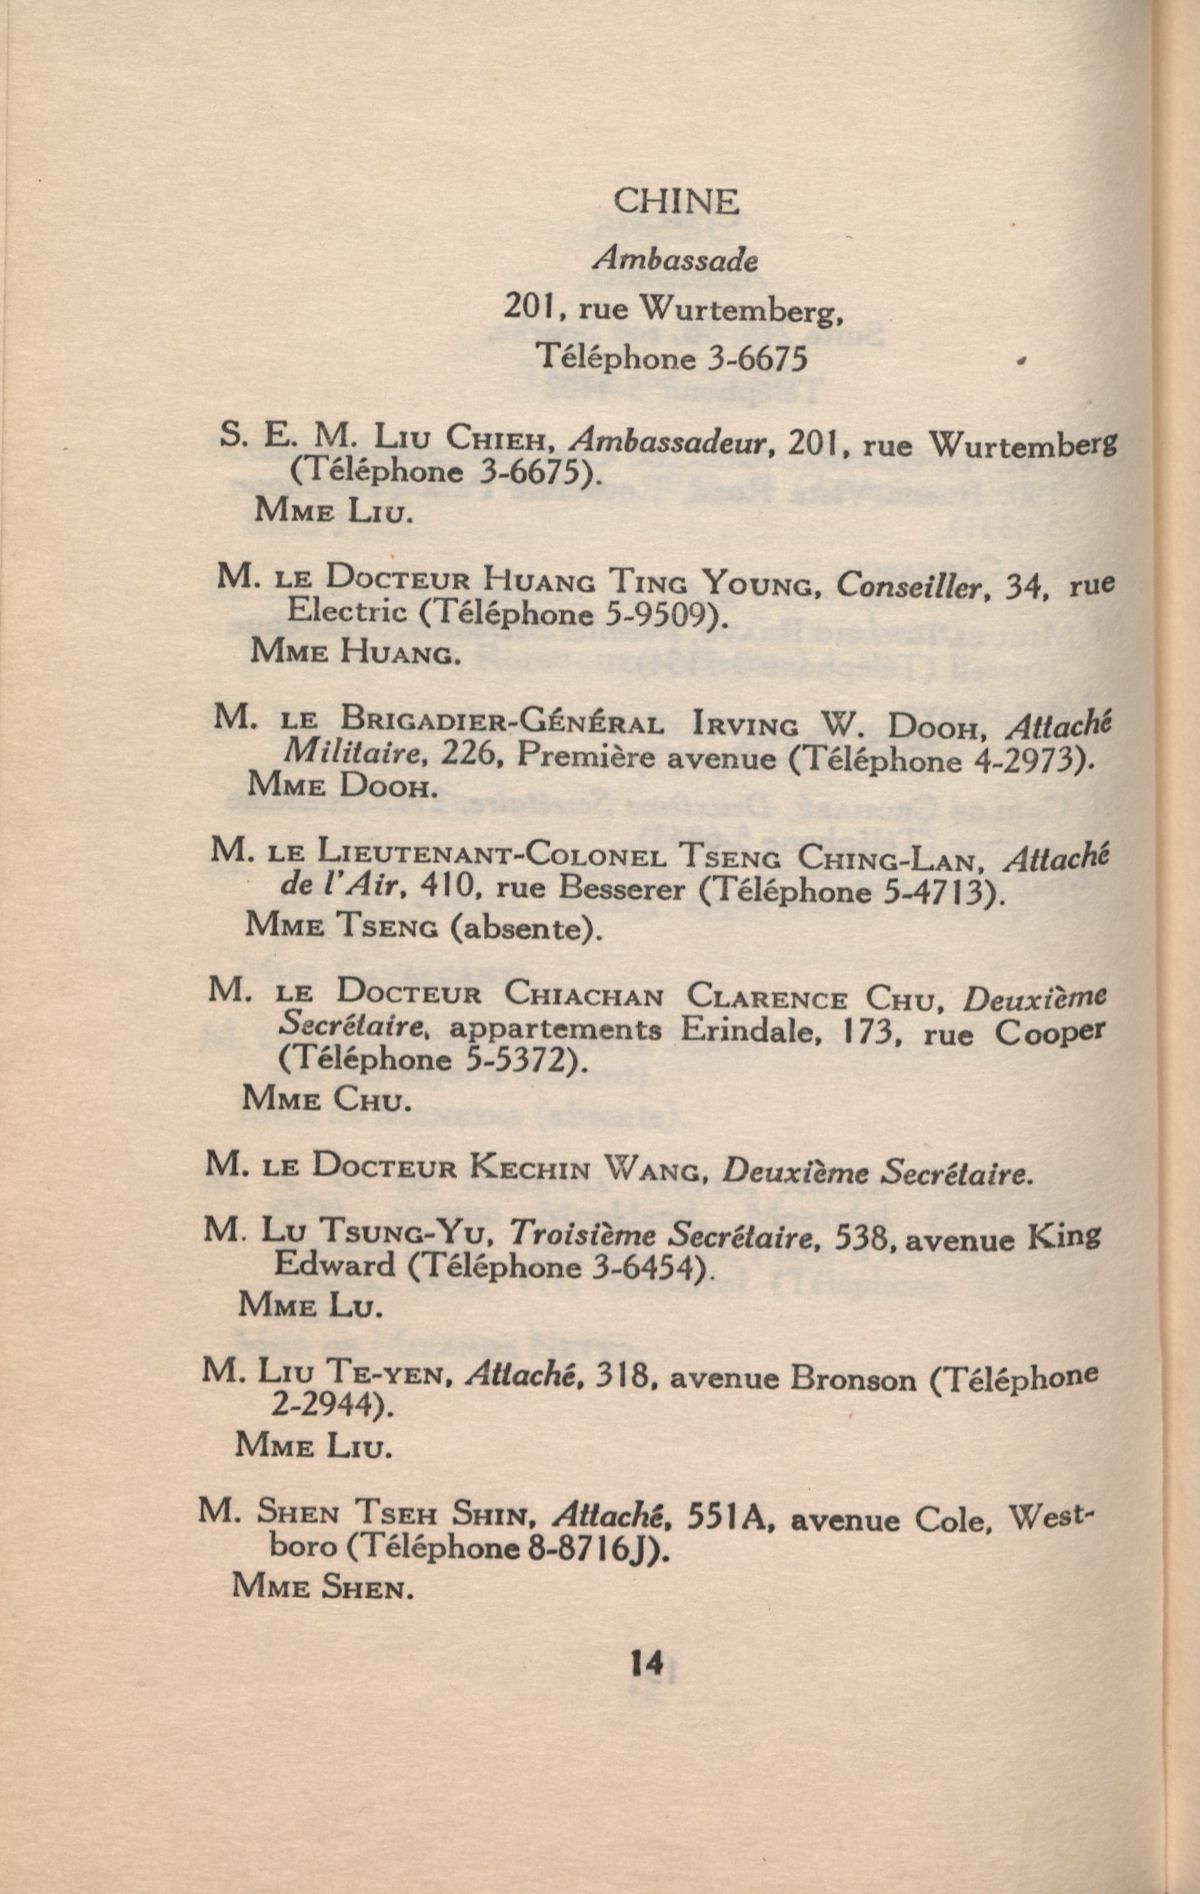 CHINE
Ambassade
201, rue Wurtemberg,
Téléphone 3-6675
S. E. M. Liu Chieh, Ambassadeur, 201, rue Wurtemberg
(Téléphone 3-6675).
Mme Liu.
M. le Docteur Huang Ting Young, Conseiller, 34, rue
Electric (Téléphone 5-9509).
Mme Huang.
M. le Brigadier-Général Irving W. Dooh, Attaché
Militaire, 226, Première avenue (Téléphone 4-2973).
Mme Dooh.
M. le Lieutenant-Colonel Tseng Ching-Lan, Attaché
de l'Air, 410, rue Besserer (Téléphone 5-4713).
Mme Tseng (absente).
M. le Docteur Chiachan Clarence Chu, Deuxième
Secrétaire, appartements Erindale, 173, rue Cooper
(Téléphone 5-5372).
Mme Chu.
M. le Docteur Kechin Wang, Deuxième Secrétaire.
M. Lu Tsung-Yu, Troisième Secrétaire, 538, avenue King
Edward (Téléphone 3-6454).
Mme Lu.
M. Liu Te-yen, Attaché, 318, avenue Bronson (Téléphone
2-2944).
Mme Liu.
M. Shen Tseh Shin, Attaché, 551A, avenue Cole, West-
boro (Téléphone 8-8716J).
Mme Shen.
14